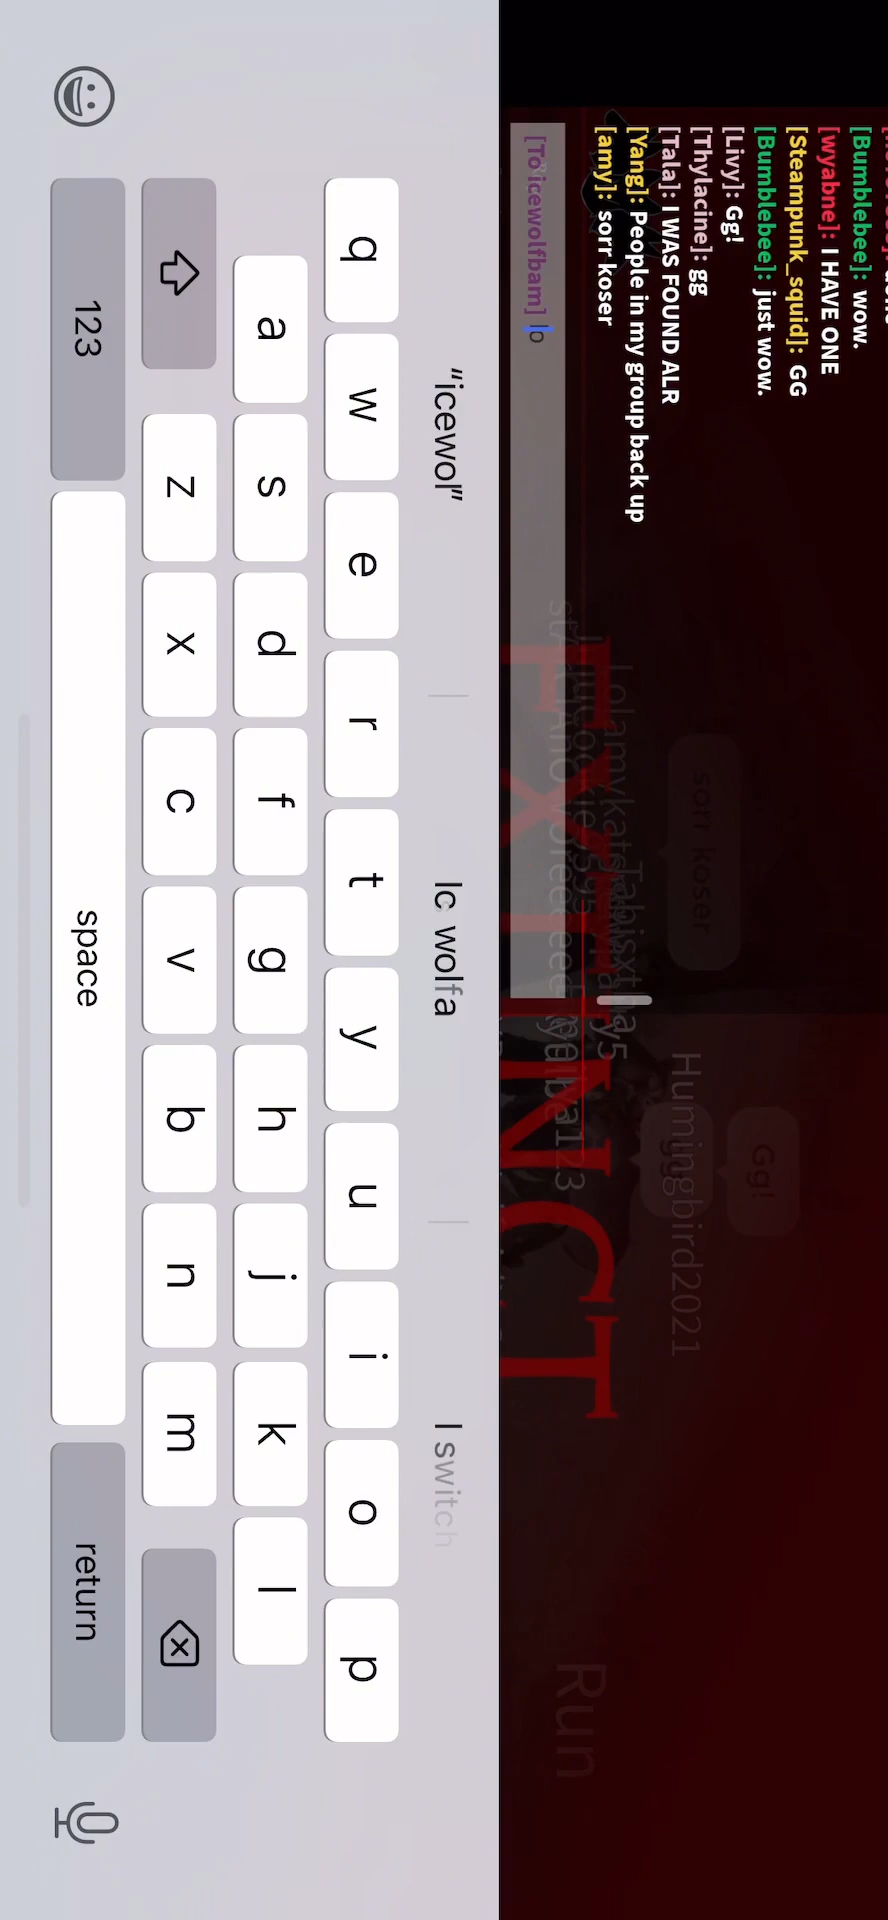 [Bumblebee]: wow.
[wyabne]: I HAVE ONE
[Steampunk_squid]: GG
[Bumblebee]: just wow.
[Livy]: Gg!
[Thylacine]: gg
[Tala]: I WAS FOUND ALR
[Yang]: People in my group back up
[amy]: sorr koser
[To icewolfbam] lo
sorr koser
Gg!
Humingbird2021
EXTINCT
Run
"icewol"
Ic wolfa
I switch
q w e r t y u i o p
a s d f g h j k l
z x c v b n m
123 space return